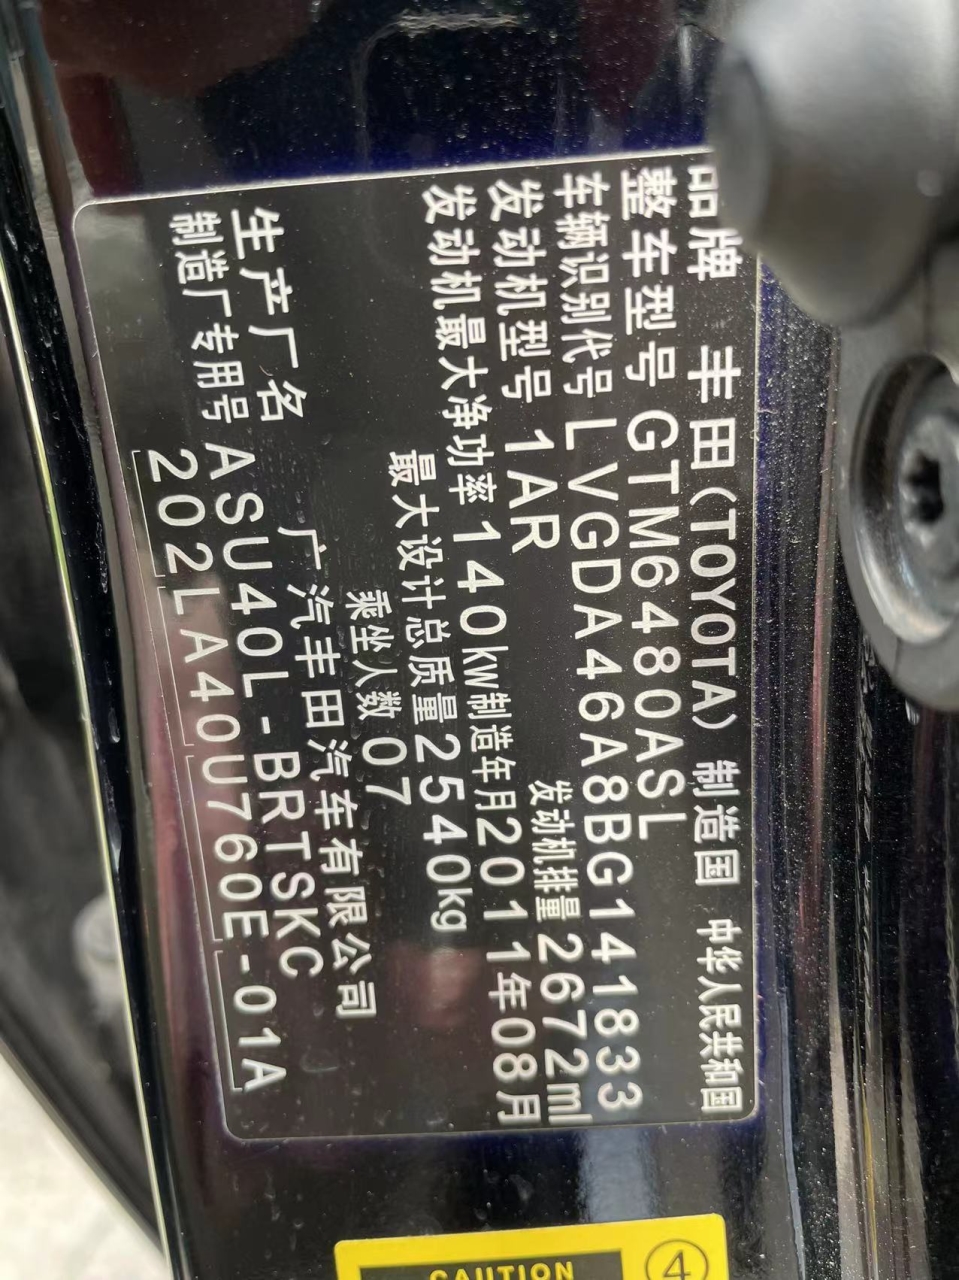 品牌 丰田(TOYOTA) 制造国 中华人民共和国
整车型号 GTM6480ASL
车辆识别代号 LVGDA46A8BG141833
发动机型号 1AR 发动机排量 2672ml
发动机最大净功率 140kw 制造年月 2011年08月
最大设计总质量 2540kg
乘坐人数 07
生产厂名 广汽丰田汽车有限公司
制造厂专用号 ASU40L-BRTSKC
202LA40U760E-01A
CAUTION ④